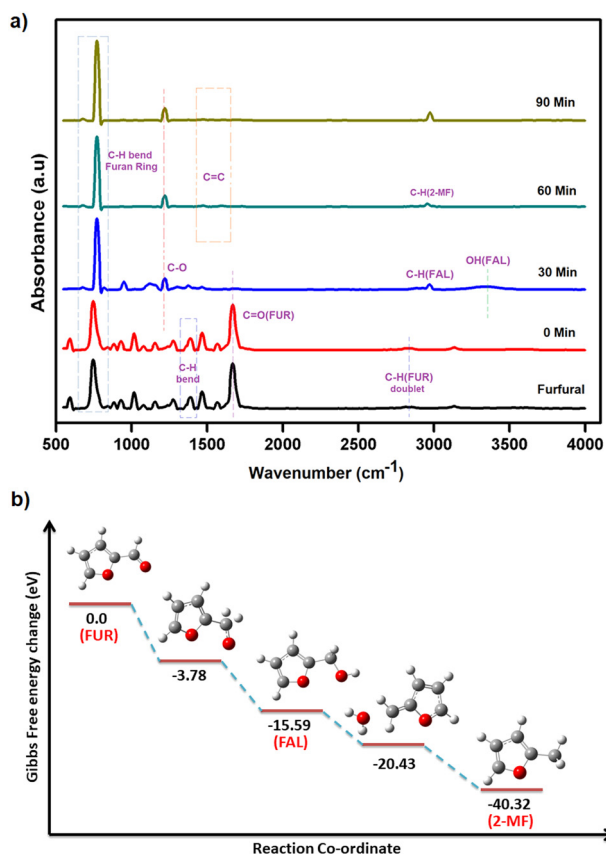 a)
Absorbance (a.u)
90 Min
C-H bend
Furan Ring
C=C
60 Min
C-H(2-MF)
30 Min
C-O
C-H(FAL)
OH(FAL)
C=O(FUR)
0 Min
C-H
bend
C-H(FUR)
doublet
Furfural
500 1000 1500 2000 2500 3000 3500 4000
Wavenumber (cm-1)
b)
Gibbs Free energy change (eV)
0.0
(FUR)
-3.78
-15.59
(FAL)
-20.43
-40.32
(2-MF)
Reaction Co-ordinate